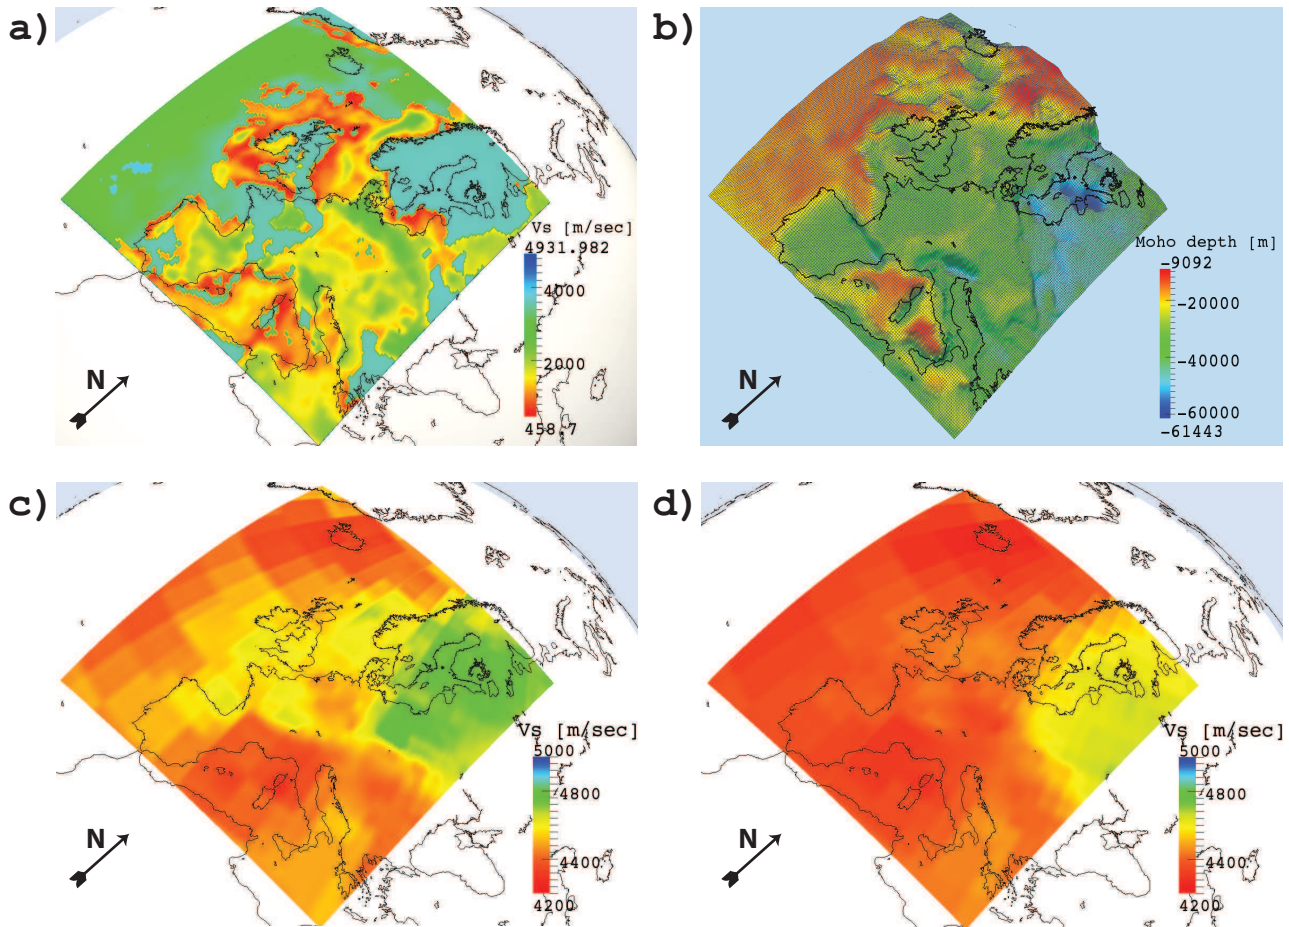 a)
Vs [m/sec]
4931.982
4000
2000
458.7
N
b)
Moho depth [m]
-9092
-20000
-40000
-60000
-61443
N
c)
Vs [m/sec]
5000
4800
4400
4200
N
d)
Vs [m/sec]
5000
4800
4400
4200
N